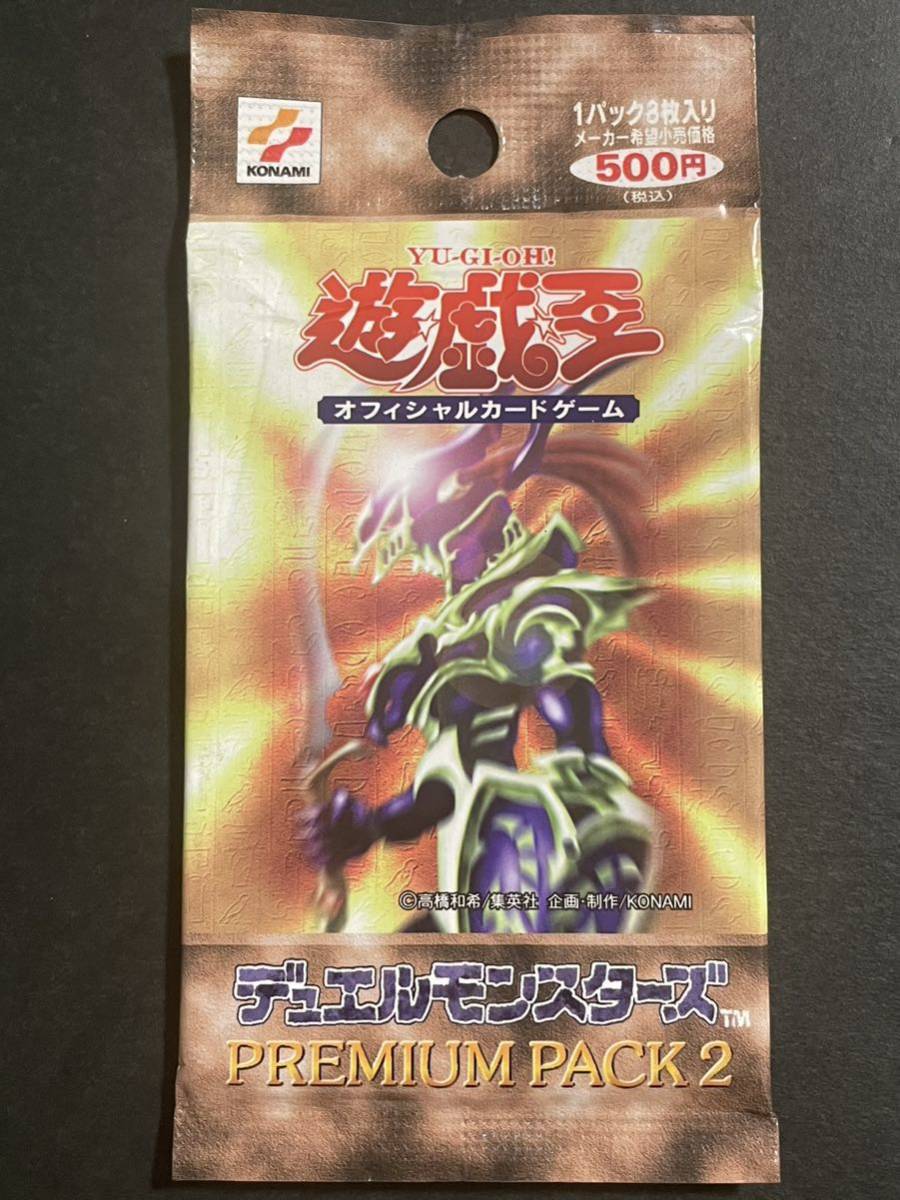 KONAMI
1パック8枚入り
メーカー希望小売価格
500円
(税込)
YU-GI-OH!
遊☆戯☆王
オフィシャルカードゲーム
©高橋和希/集英社 企画・制作/KONAMI
デュエルモンスターズ™
PREMIUM PACK 2